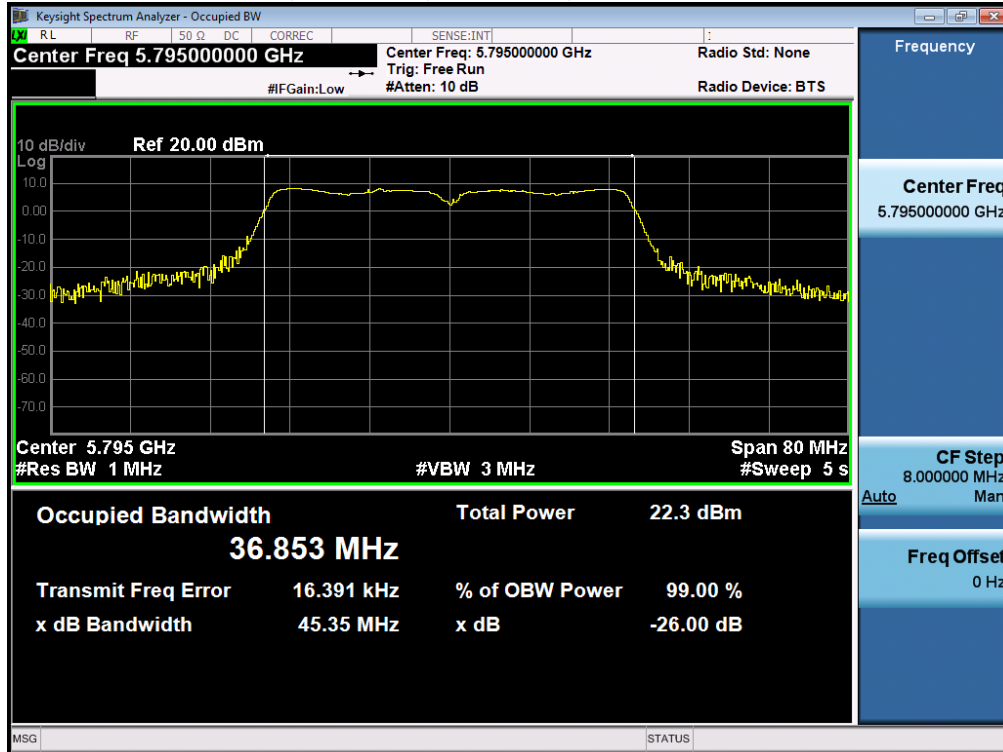 Keysight Spectrum Analyzer - Occupied BW
LXI RL RF 50 Ω DC CORREC SENSE:INT :
Center Freq 5.795000000 GHz
Center Freq: 5.795000000 GHz Radio Std: None
Trig: Free Run
#IFGain:Low #Atten: 10 dB Radio Device: BTS
10 dB/div Ref 20.00 dBm
Log
10.0
0.00
-10.0
-20.0
-30.0
-40.0
-50.0
-60.0
-70.0
Center 5.795 GHz Span 80 MHz
#Res BW 1 MHz #VBW 3 MHz #Sweep 5 s
Occupied Bandwidth Total Power 22.3 dBm
36.853 MHz
Transmit Freq Error 16.391 kHz % of OBW Power 99.00 %
x dB Bandwidth 45.35 MHz x dB -26.00 dB
MSG STATUS
Frequency
Center Freq
5.795000000 GHz
CF Step
8.000000 MHz
Auto Man
Freq Offset
0 Hz